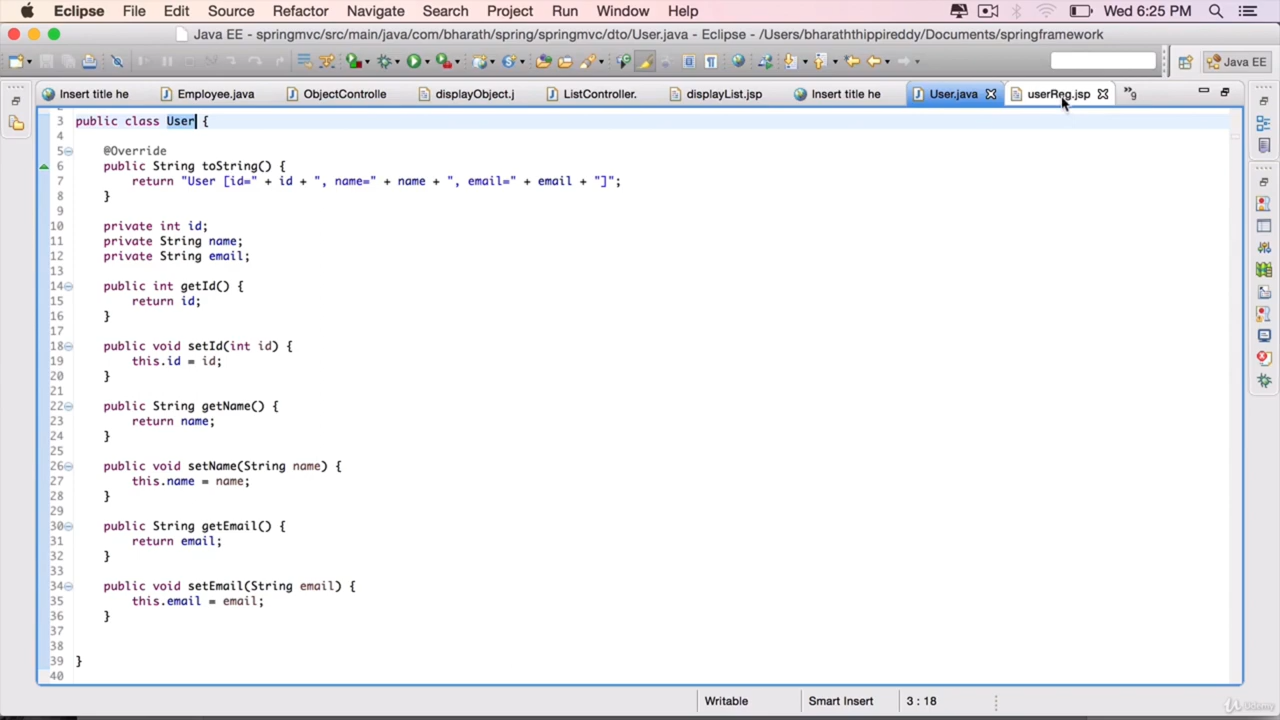 Eclipse File Edit Source Refactor Navigate Search Project Run Window Help Wed 6:25 PM
Java EE - springmvc/src/main/java/com/bharath/spring/springmvc/dto/User.java - Eclipse - /Users/bharaththippireddy/Documents/springframework
Java EE
Insert title he Employee.java ObjectControlle displayObject.j ListController. displayList.jsp Insert title he User.java userReg.jsp »9
2
3 public class User {
4
5 @Override
6 public String toString() {
7 return "User [id=" + id + ", name=" + name + ", email=" + email + "]";
8 }
9
10 private int id;
11 private String name;
12 private String email;
13
14 public int getId() {
15 return id;
16 }
17
18 public void setId(int id) {
19 this.id = id;
20 }
21
22 public String getName() {
23 return name;
24 }
25
26 public void setName(String name) {
27 this.name = name;
28 }
29
30 public String getEmail() {
31 return email;
32 }
33
34 public void setEmail(String email) {
35 this.email = email;
36 }
37
38
39 }
40
Writable Smart Insert 3 : 18
Udemy